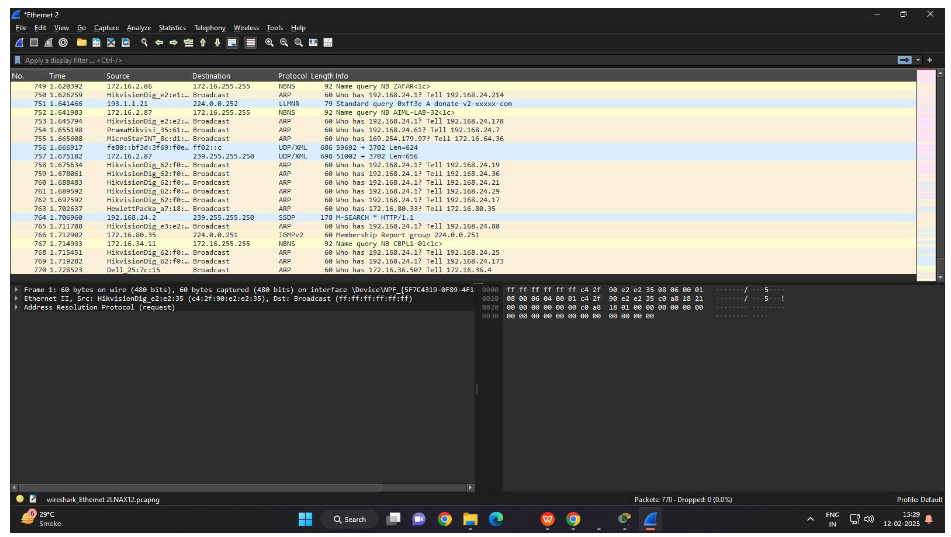 *Ethernet 2
File Edit View Go Capture Analyze Statistics Telephony Wireless Tools Help
Apply a display filter ... <Ctrl-/>
No. Time Source Destination Protocol Length Info
749 1.620392 172.16.2.86 172.16.255.255 NBNS 92 Name query NB ZAFAR<1c>
750 1.626259 HikvisionDig_e2:e1:… Broadcast ARP 60 Who has 192.168.24.1? Tell 192.168.24.214
751 1.641466 193.1.1.21 224.0.0.252 LLMNR 79 Standard query 0xff3e A donate-v2-xxxxx-com
752 1.641983 172.16.2.87 172.16.255.255 NBNS 92 Name query NB AIML-LAB-32<1c>
753 1.645794 HikvisionDig_e3:e2:… Broadcast ARP 60 Who has 192.168.24.1? Tell 192.168.24.178
754 1.655198 PramaHikvisi_35:61:… Broadcast ARP 60 Who has 192.168.24.61? Tell 192.168.24.7
755 1.665608 MicroStarINT_8c:d1:… Broadcast ARP 60 Who has 169.254.179.97? Tell 172.16.64.36
756 1.666917 fe80::bf3d:3f69:f0e… ff02::c UDP/XML 686 59692 → 3702 Len=624
757 1.675182 172.16.2.87 239.255.255.250 UDP/XML 698 51002 → 3702 Len=656
758 1.675634 HikvisionDig_62:f0:… Broadcast ARP 60 Who has 192.168.24.1? Tell 192.168.24.19
759 1.678061 HikvisionDig_62:f0:… Broadcast ARP 60 Who has 192.168.24.1? Tell 192.168.24.36
760 1.688483 HikvisionDig_62:f0:… Broadcast ARP 60 Who has 192.168.24.1? Tell 192.168.24.21
761 1.689592 HikvisionDig_62:f0:… Broadcast ARP 60 Who has 192.168.24.1? Tell 192.168.24.29
762 1.697592 HikvisionDig_62:f0:… Broadcast ARP 60 Who has 192.168.24.1? Tell 192.168.24.17
763 1.702637 HewlettPacka_a7:18:… Broadcast ARP 60 Who has 172.16.80.33? Tell 172.16.80.35
764 1.706960 192.168.24.2 239.255.255.250 SSDP 178 M-SEARCH * HTTP/1.1
765 1.711788 HikvisionDig_e3:e2:… Broadcast ARP 60 Who has 192.168.24.1? Tell 192.168.24.88
766 1.712902 172.16.80.35 224.0.0.251 IGMPv2 60 Membership Report group 224.0.0.251
767 1.714933 172.16.34.11 172.16.255.255 NBNS 92 Name query NB CBPL1-01<1c>
768 1.715451 HikvisionDig_62:f0:… Broadcast ARP 60 Who has 192.168.24.1? Tell 192.168.24.25
769 1.719282 HikvisionDig_62:f0:… Broadcast ARP 60 Who has 192.168.24.1? Tell 192.168.24.173
770 1.728523 Dell_25:7c:15 Broadcast ARP 60 Who has 172.16.36.50? Tell 172.16.36.4
Frame 1: 60 bytes on wire (480 bits), 60 bytes captured (480 bits) on interface \Device\NPF_{5F7C4319-0F89-4F1
Ethernet II, Src: HikvisionDig_e2:e2:35 (c4:2f:90:e2:e2:35), Dst: Broadcast (ff:ff:ff:ff:ff:ff)
Address Resolution Protocol (request)
0000 ff ff ff ff ff ff c4 2f 90 e2 e2 35 08 06 00 01 ·······/ ···5····
0010 08 00 06 04 00 01 c4 2f 90 e2 e2 35 c0 a8 18 21 ·······/ ···5···!
0020 00 00 00 00 00 00 c0 a8 18 01 00 00 00 00 00 00 ········ ········
0030 00 00 00 00 00 00 00 00 00 00 00 00 ········ ····
wireshark_Ethernet 2LNAX12.pcapng Packets: 770 · Dropped: 0 (0.0%) Profile: Default
6
29°C
Smoke
Search
ENG
IN
15:29
12-02-2025